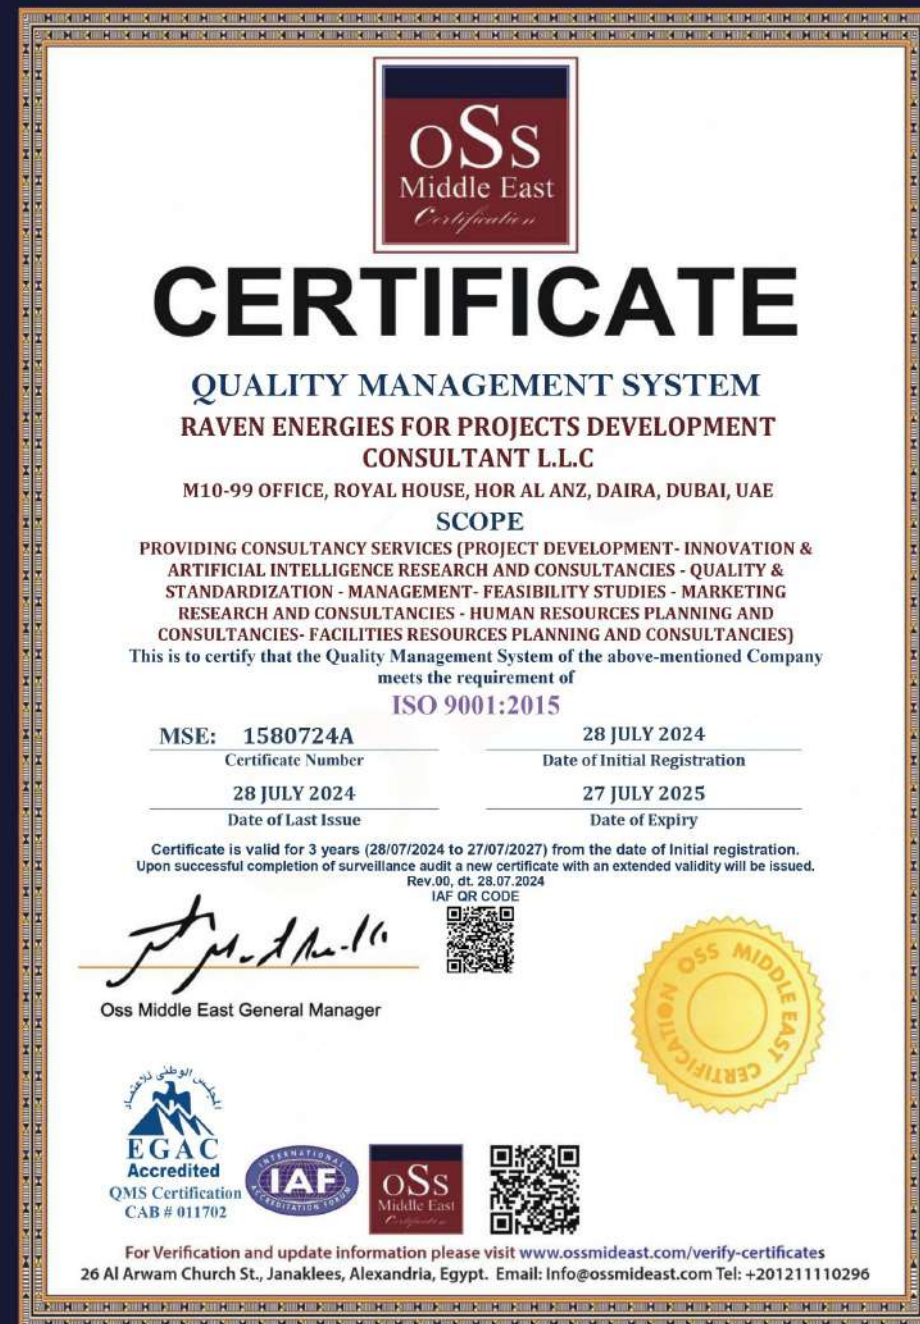 OSS
Middle East
Certification
CERTIFICATE
QUALITY MANAGEMENT SYSTEM
RAVEN ENERGIES FOR PROJECTS DEVELOPMENT
CONSULTANT L.L.C
M10-99 OFFICE, ROYAL HOUSE, HOR AL ANZ, DAIRA, DUBAI, UAE
SCOPE
PROVIDING CONSULTANCY SERVICES (PROJECT DEVELOPMENT- INNOVATION &
ARTIFICIAL INTELLIGENCE RESEARCH AND CONSULTANCIES - QUALITY &
STANDARDIZATION - MANAGEMENT- FEASIBILITY STUDIES - MARKETING
RESEARCH AND CONSULTANCIES - HUMAN RESOURCES PLANNING AND
CONSULTANCIES- FACILITIES RESOURCES PLANNING AND CONSULTANCIES)
This is to certify that the Quality Management System of the above-mentioned Company
meets the requirement of
ISO 9001:2015
MSE: 1580724A
Certificate Number
28 JULY 2024
Date of Initial Registration
28 JULY 2024
Date of Last Issue
27 JULY 2025
Date of Expiry
Certificate is valid for 3 years (28/07/2024 to 27/07/2027) from the date of Initial registration.
Upon successful completion of surveillance audit a new certificate with an extended validity will be issued.
Rev.00, dt. 28.07.2024
IAF QR CODE
Oss Middle East General Manager
OSS MIDDLE EAST CERTIFICATION
المجلس الوطني للاعتماد
EGAC
Accredited
QMS Certification
CAB # 011702
INTERNATIONAL
IAF
ACCREDITATION FORUM
OSS
Middle East
Certification
For Verification and update information please visit www.ossmideast.com/verify-certificates
26 Al Arwam Church St., Janaklees, Alexandria, Egypt. Email: Info@ossmideast.com Tel: +201211110296